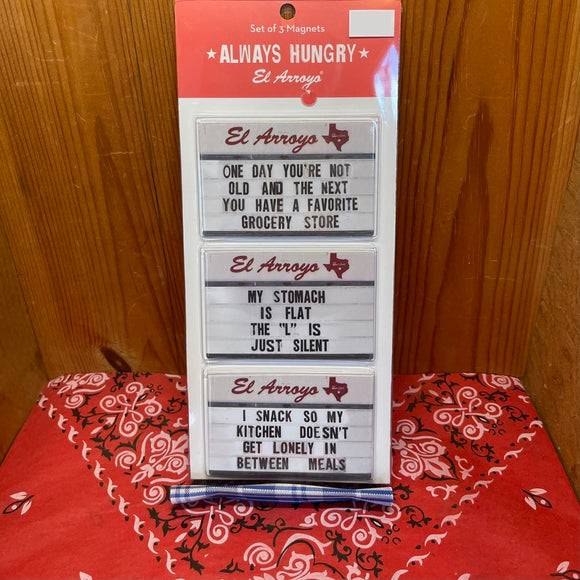 Set of 3 Magnets
ALWAYS HUNGRY
El Arroyo
El Arroyo
ONE DAY YOU'RE NOT
OLD AND THE NEXT
YOU HAVE A FAVORITE
GROCERY STORE
El Arroyo
MY STOMACH
IS FLAT
THE "L" IS
JUST SILENT
El Arroyo
I SNACK SO MY
KITCHEN DOESN'T
GET LONELY IN
BETWEEN MEALS